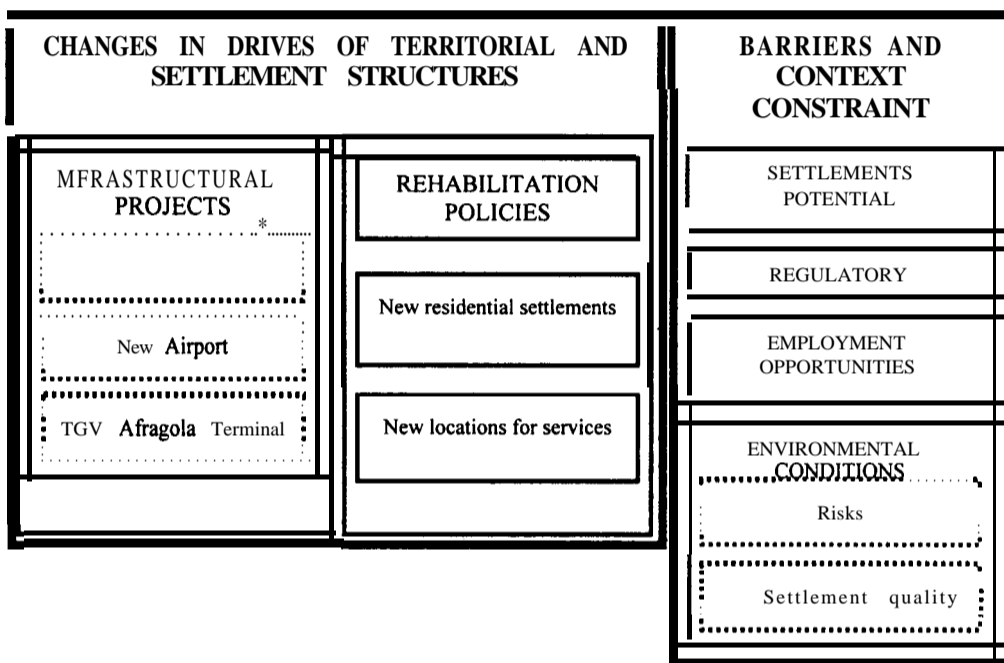 CHANGES IN DRIVES OF TERRITORIAL AND
SETTLEMENT STRUCTURES
MFRASTRUCTURAL
PROJECTS
*
New Airport
TGV Afragola Terminal
REHABILITATION
POLICIES
New residential settlements
New locations for services
BARRIERS AND
CONTEXT
CONSTRAINT
SETTLEMENTS
POTENTIAL
REGULATORY
EMPLOYMENT
OPPORTUNITIES
ENVIRONMENTAL
CONDITIONS
Risks
Settlement quality